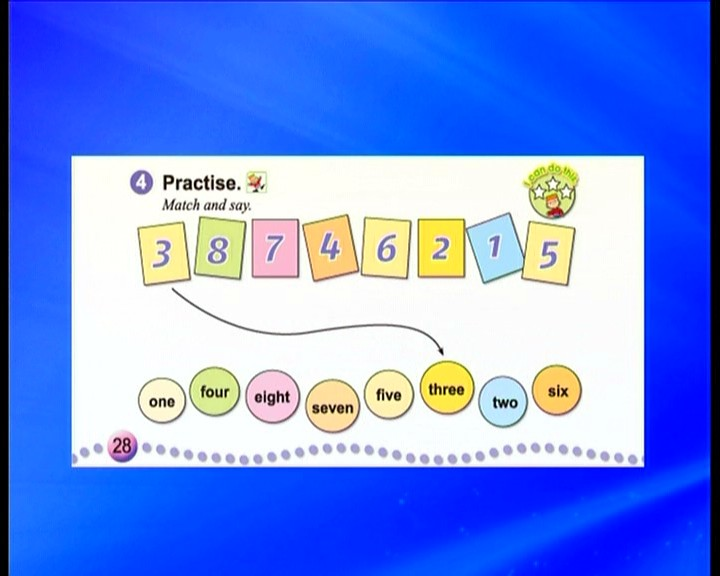 4 Practise.
I can do this
Match and say.
3 8 7 4 6 2 1 5
one four eight seven five three two six
28